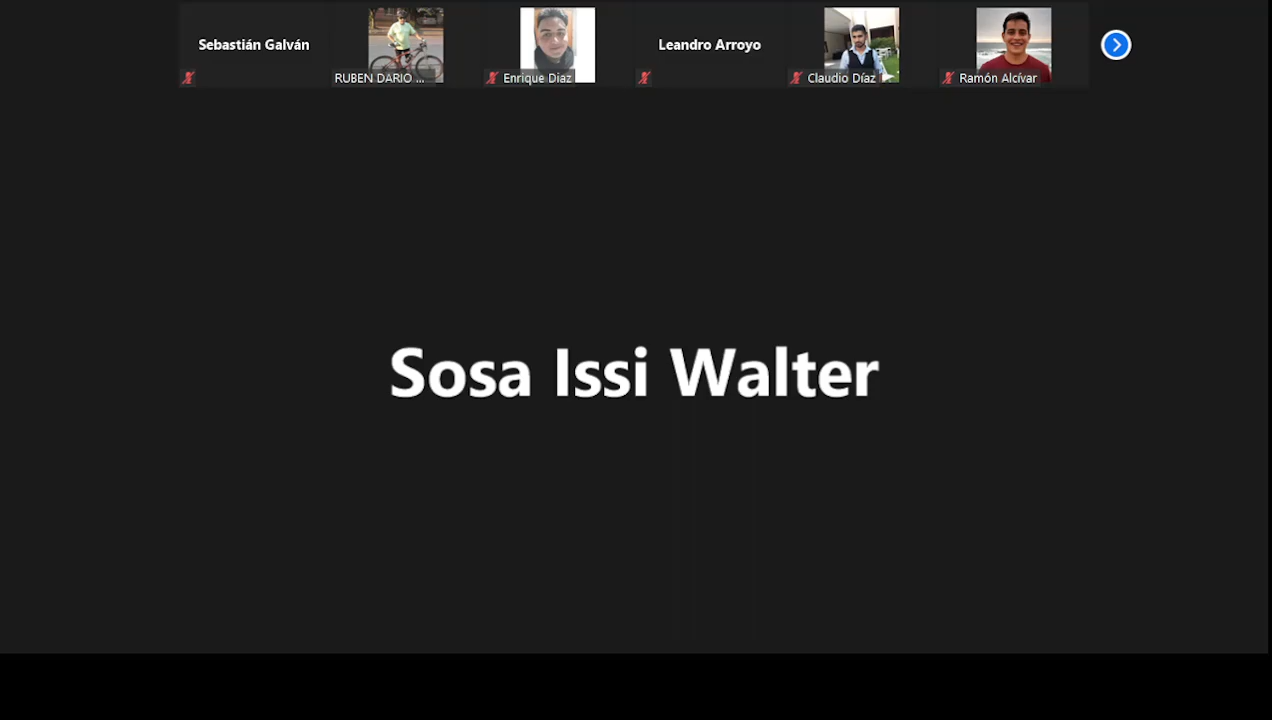 Sebastián Galván
RUBEN DARIO ...
Enrique Diaz
Leandro Arroyo
Claudio Díaz
Ramón Alcívar
Sosa Issi Walter